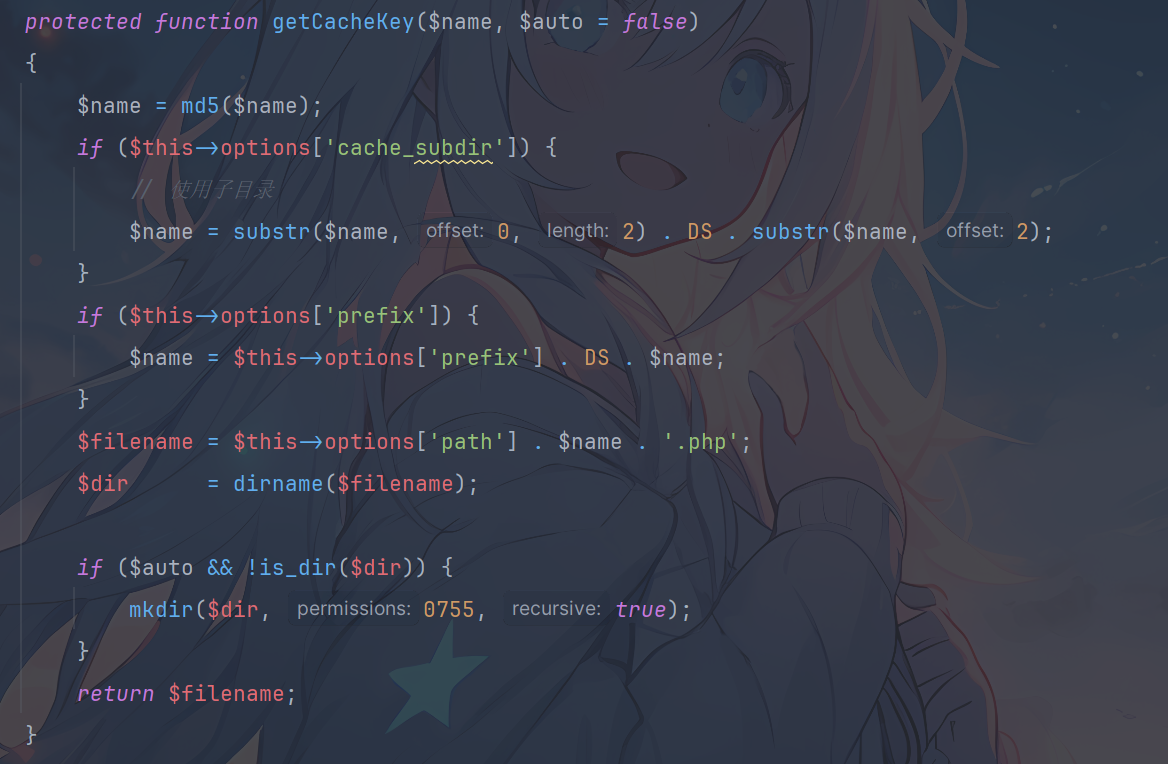 protected function getCacheKey($name, $auto = false)
{
    $name = md5($name);
    if ($this->options['cache_subdir']) {
        // 使用子目录
        $name = substr($name, offset: 0, length: 2) . DS . substr($name, offset: 2);
    }
    if ($this->options['prefix']) {
        $name = $this->options['prefix'] . DS . $name;
    }
    $filename = $this->options['path'] . $name . '.php';
    $dir      = dirname($filename);

    if ($auto && !is_dir($dir)) {
        mkdir($dir, permissions: 0755, recursive: true);
    }
    return $filename;
}